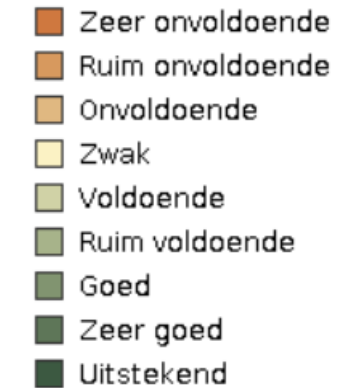 Zeer onvoldoende
Ruim onvoldoende
Onvoldoende
Zwak
Voldoende
Ruim voldoende
Goed
Zeer goed
Uitstekend